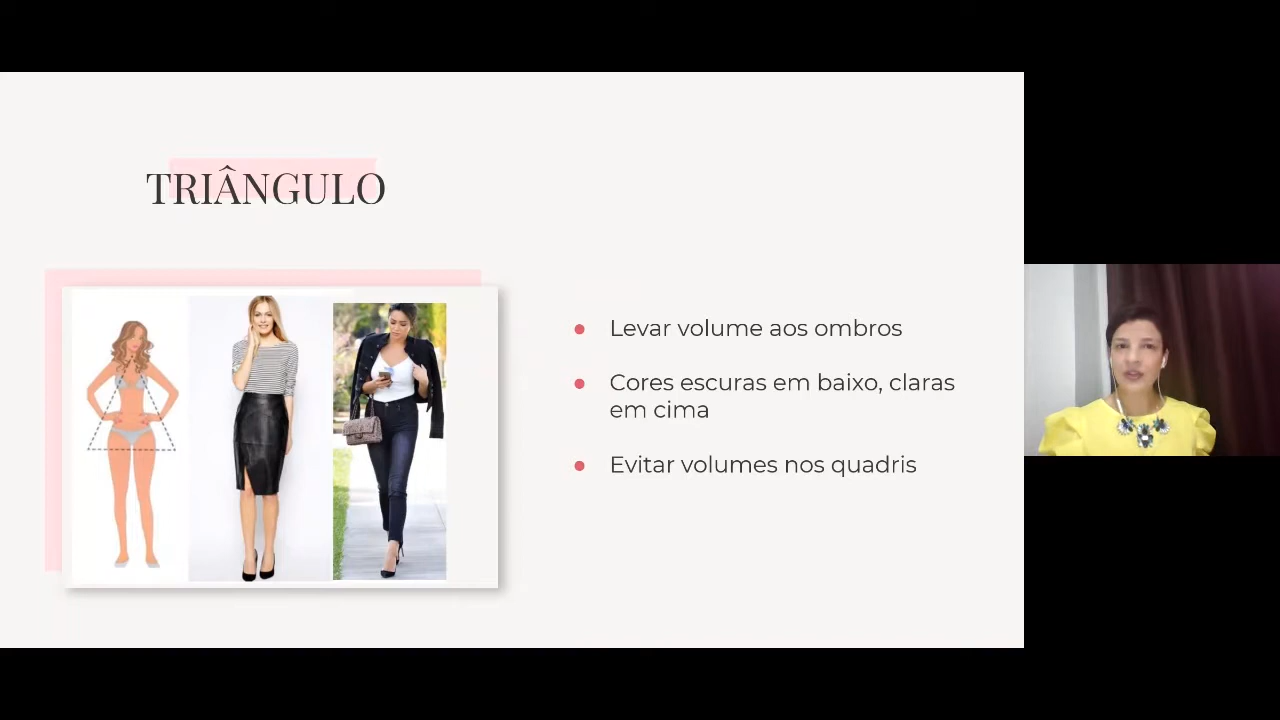 TRIÂNGULO
Levar volume aos ombros
Cores escuras em baixo, claras
em cima
Evitar volumes nos quadris